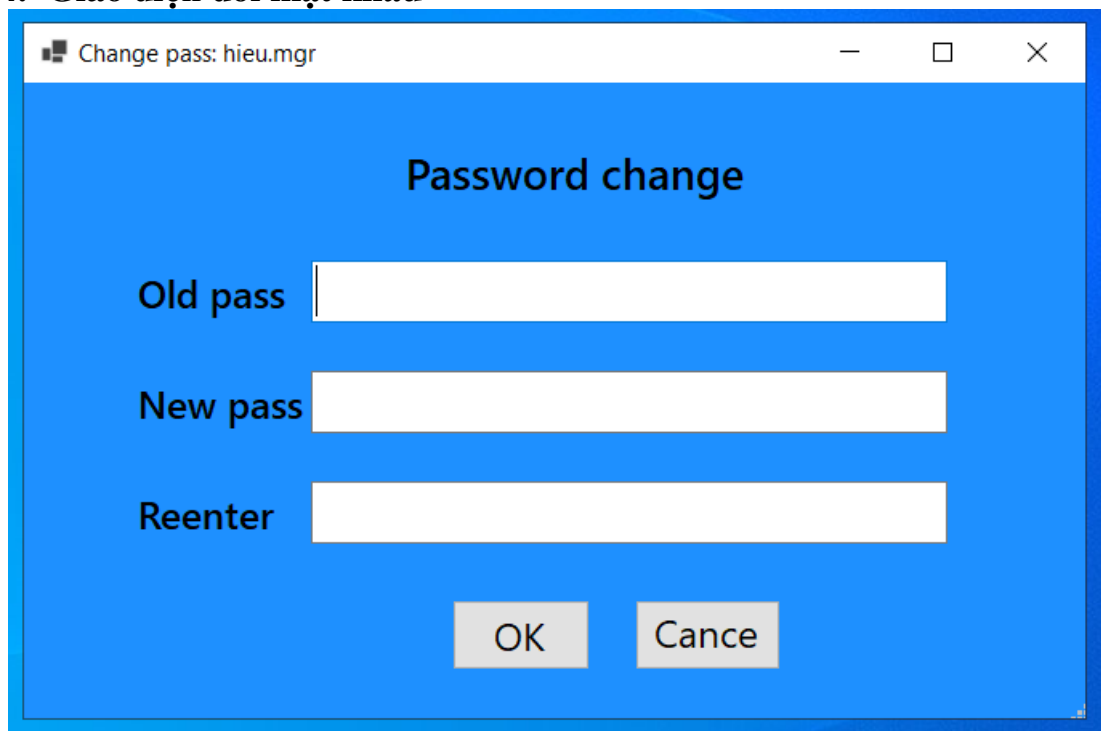 Change pass: hieu.mgr
Password change
Old pass
New pass
Reenter
OK Cance